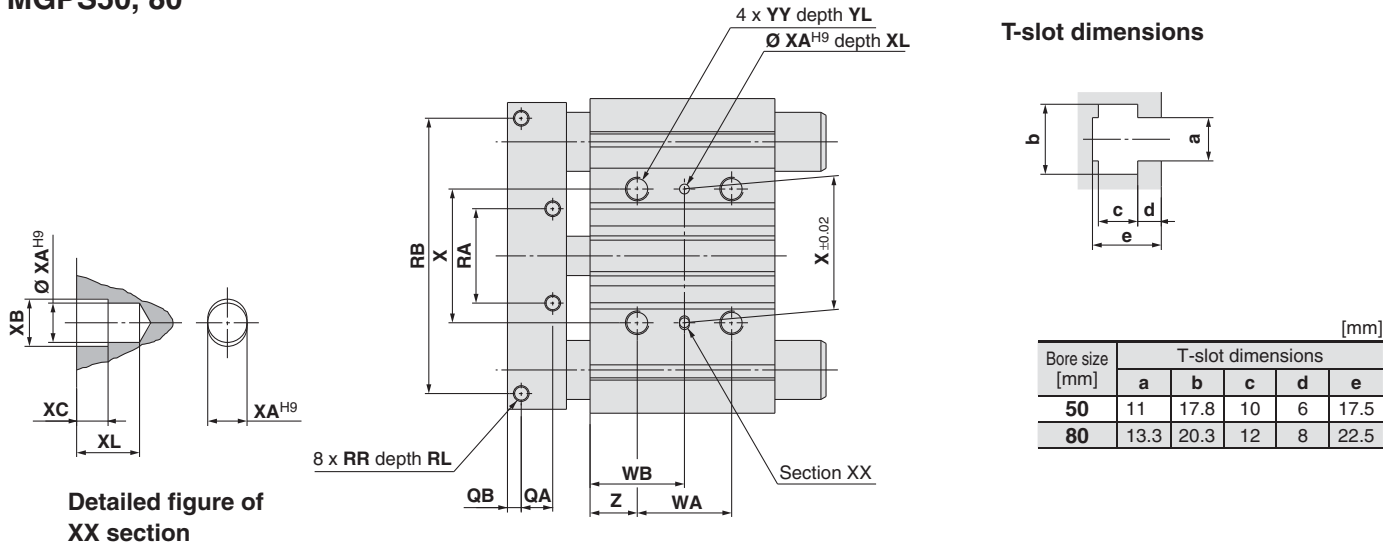 MGPS50, 80
4 x YY depth YL
Ø XAH9 depth XL
T-slot dimensions
b
a
c
d
e
RB
X
RA
X ±0.02
Ø XAH9
XB
XC
XL
XAH9
8 x RR depth RL
QB
QA
WB
Z
WA
Section XX
Detailed figure of
XX section
[mm]
Bore size [mm] T-slot dimensions
a b c d e
50 11 17.8 10 6 17.5
80 13.3 20.3 12 8 22.5